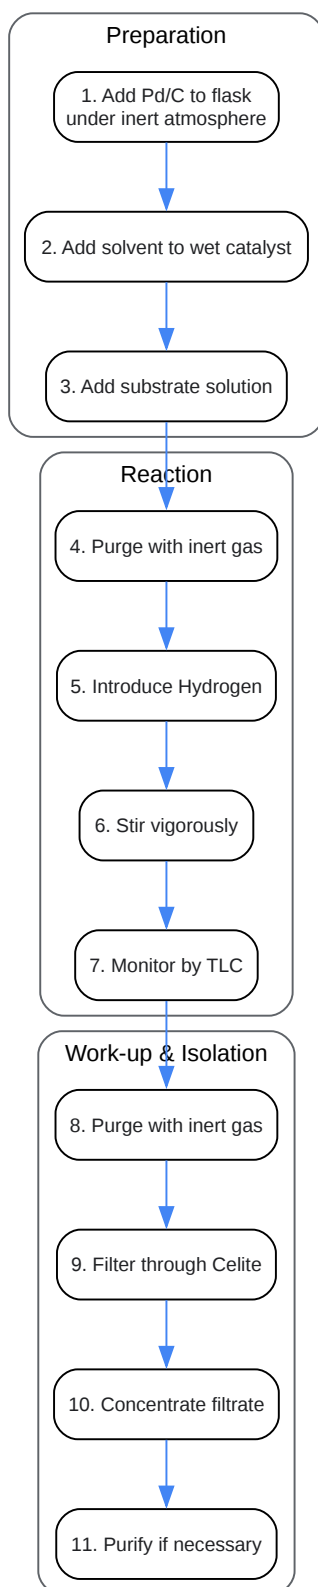 Preparation
1. Add Pd/C to flask
under inert atmosphere
2. Add solvent to wet catalyst
3. Add substrate solution
Reaction
4. Purge with inert gas
5. Introduce Hydrogen
6. Stir vigorously
7. Monitor by TLC
Work-up & Isolation
8. Purge with inert gas
9. Filter through Celite
10. Concentrate filtrate
11. Purify if necessary